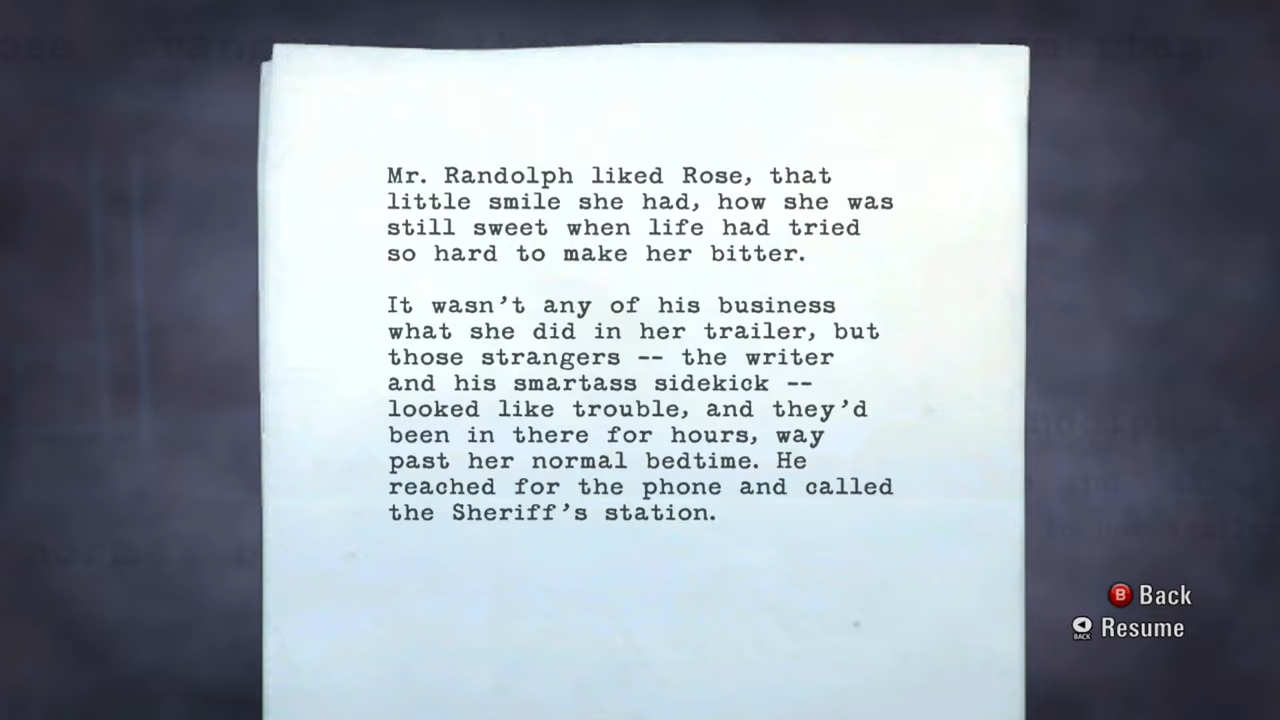 Mr. Randolph liked Rose, that
little smile she had, how she was
still sweet when life had tried
so hard to make her bitter.
It wasn't any of his business
what she did in her trailer, but
those strangers -- the writer
and his smartass sidekick --
looked like trouble, and they'd
been in there for hours, way
past her normal bedtime. He
reached for the phone and called
the Sheriff's station.
B Back
BACK Resume